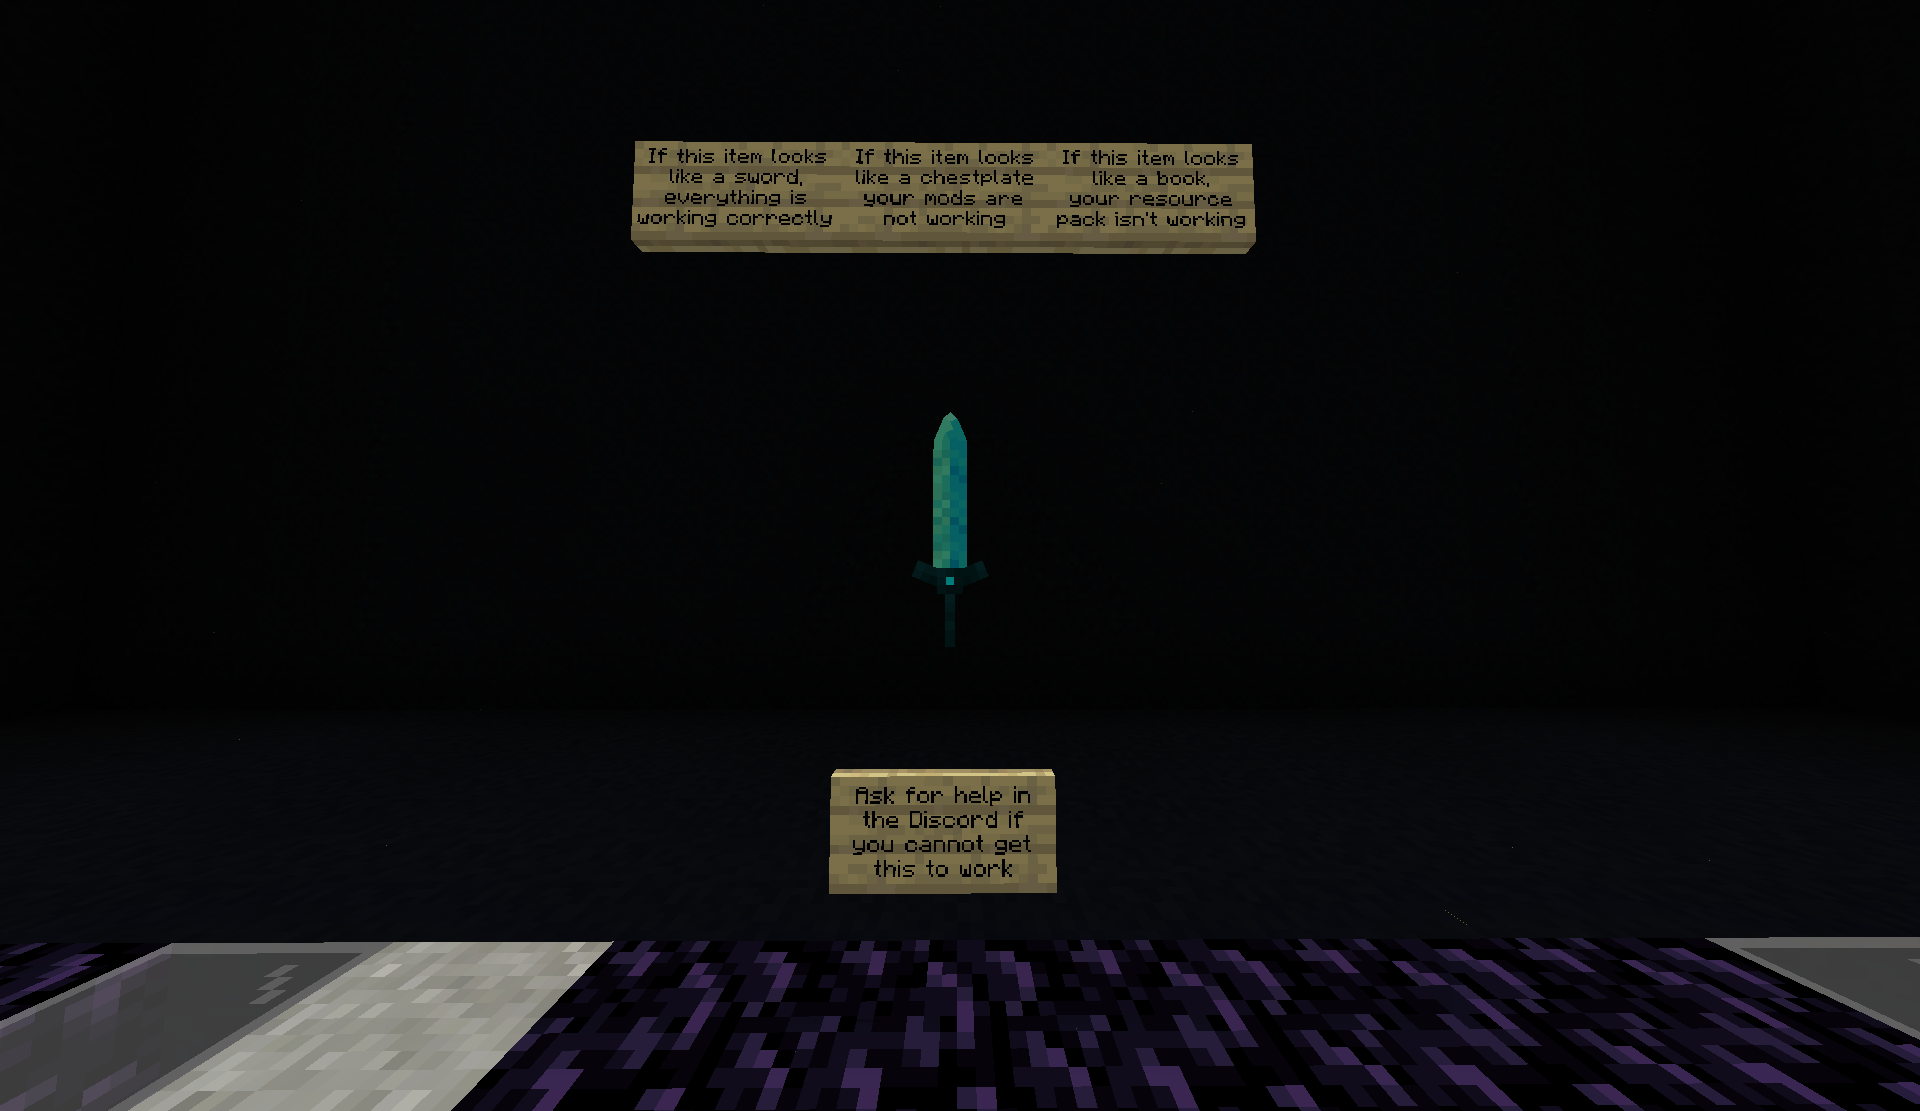 If this item looks
like a sword,
everything is
working correctly
If this item looks
like a chestplate
your mods are
not working
If this item looks
like a book,
your resource
pack isn't working
Ask for help in
the Discord if
you cannot get
this to work